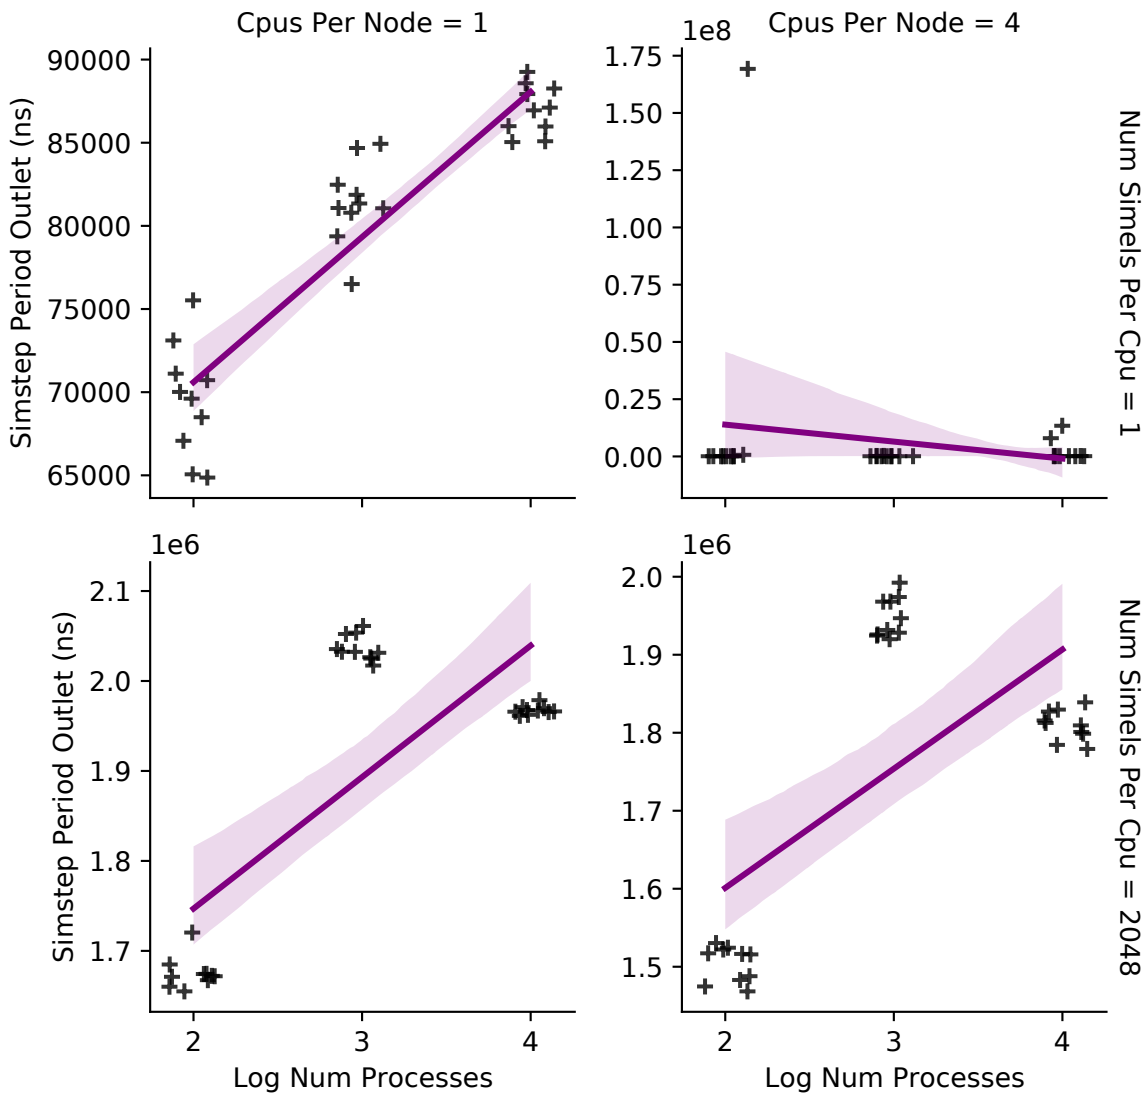 Cpus Per Node = 1
Cpus Per Node = 4
1e8
90000
85000
80000
75000
70000
65000
Simstep Period Outlet (ns)
1.75
1.50
1.25
1.00
0.75
0.50
0.25
0.00
Num Simels Per Cpu = 1
1e6
2.1
2.0
1.9
1.8
1.7
Simstep Period Outlet (ns)
2
3
4
Log Num Processes
1e6
2.0
1.9
1.8
1.7
1.6
1.5
2
3
4
Log Num Processes
Num Simels Per Cpu = 2048